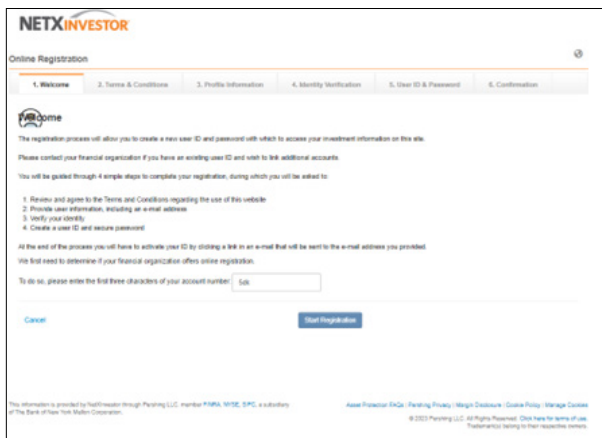 NETXINVESTOR
Online Registration
1. Welcome 2. Terms & Conditions 3. Profile Information 4. Identity Verification 5. User ID & Password 6. Confirmation
Welcome
The registration process will allow you to create a new user ID and password with which to access your investment information on this site.
Please contact your financial organization if you have an existing user ID and wish to link additional accounts.
You will be guided through 4 simple steps to complete your registration, during which you will be asked to:
1. Review and agree to the Terms and Conditions regarding the use of this website
2. Provide user information, including an e-mail address
3. Verify your identity
4. Create a user ID and secure password
At the end of the process you will have to activate your ID by clicking a link in an e-mail that will be sent to the e-mail address you provided.
We first need to determine if your financial organization offers online registration.
To do so, please enter the first three characters of your account number: 5dk
Cancel Start Registration
This information is provided by NetXInvestor through Pershing LLC, member FINRA, NYSE, SIPC, a subsidiary
of The Bank of New York Mellon Corporation.
Asset Protection FAQs | Pershing Privacy | Margin Disclosure | Cookie Policy | Manage Cookies
© 2023 Pershing LLC. All Rights Reserved. Click here for terms of use.
Trademark(s) belong to their respective owners.